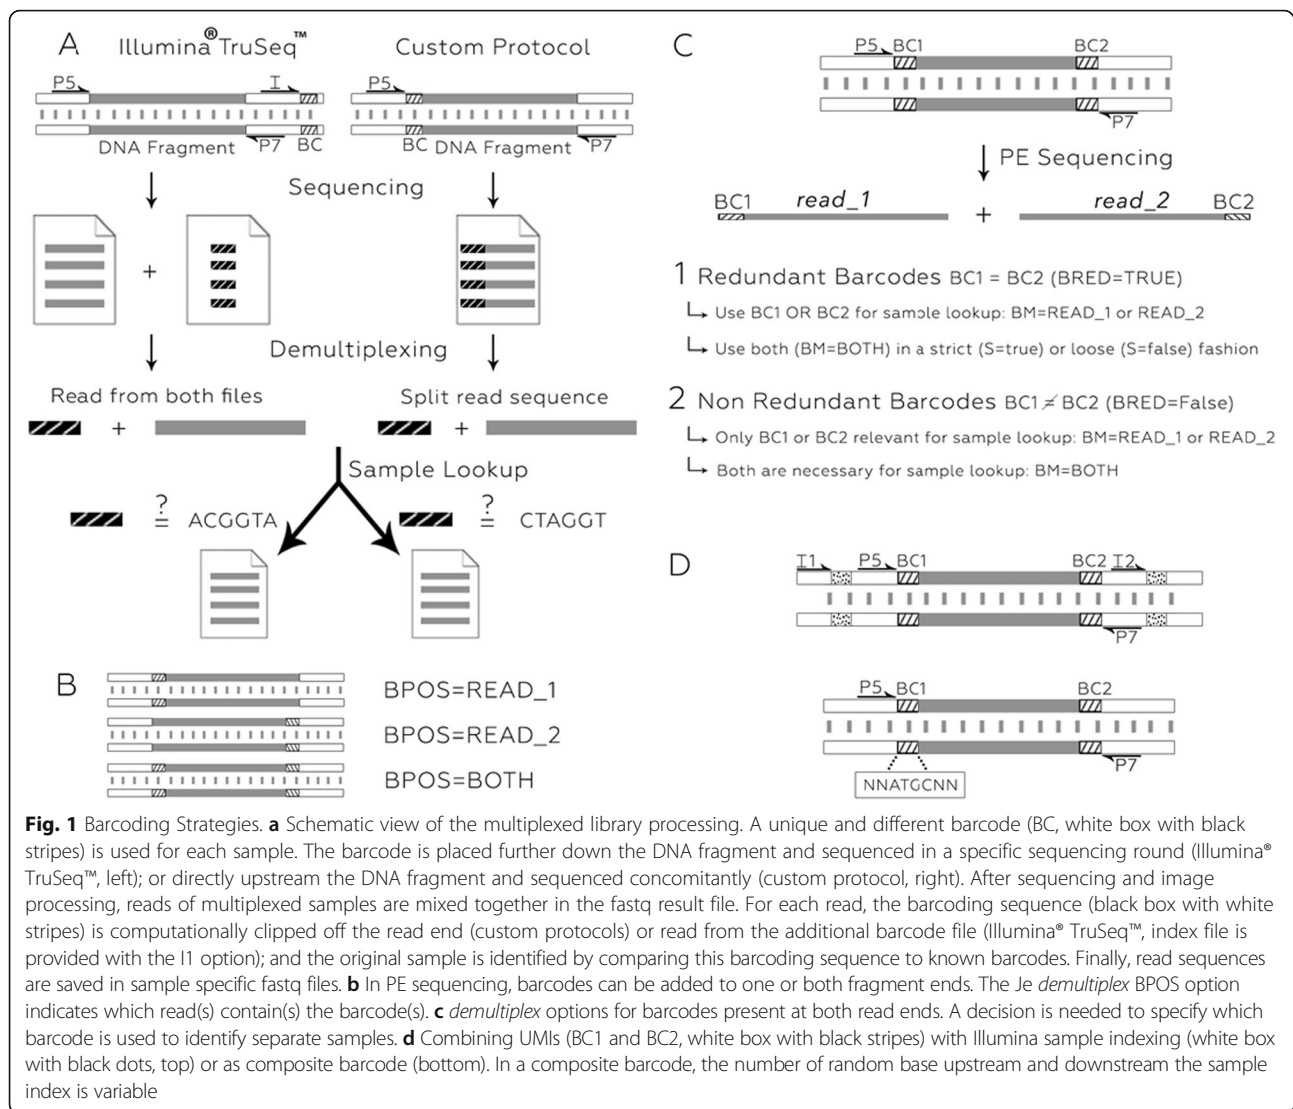 A
Illumina® TruSeq™
Custom Protocol
P5
I
P5
DNA Fragment
P7
BC
BC
DNA Fragment
P7
Sequencing
+
Demultiplexing
Read from both files
Split read sequence
+
+
Sample Lookup
? = ACGGTA
? = CTAGGT
B
BPOS=READ_1
BPOS=READ_2
BPOS=BOTH
C
P5
BC1
BC2
P7
PE Sequencing
BC1
read_1
+
read_2
BC2
1 Redundant Barcodes BC1 = BC2 (BRED=TRUE)
Use BC1 OR BC2 for sample lookup: BM=READ_1 or READ_2
Use both (BM=BOTH) in a strict (S=true) or loose (S=false) fashion
2 Non Redundant Barcodes BC1 ≠ BC2 (BRED=False)
Only BC1 or BC2 relevant for sample lookup: BM=READ_1 or READ_2
Both are necessary for sample lookup: BM=BOTH
D
I1
P5
BC1
BC2
I2
P7
P5
BC1
BC2
P7
NNATGCNN
Fig. 1 Barcoding Strategies. a Schematic view of the multiplexed library processing. A unique and different barcode (BC, white box with black
stripes) is used for each sample. The barcode is placed further down the DNA fragment and sequenced in a specific sequencing round (Illumina®
TruSeq™, left); or directly upstream the DNA fragment and sequenced concomitantly (custom protocol, right). After sequencing and image
processing, reads of multiplexed samples are mixed together in the fastq result file. For each read, the barcoding sequence (black box with white
stripes) is computationally clipped off the read end (custom protocols) or read from the additional barcode file (Illumina® TruSeq™, index file is
provided with the I1 option); and the original sample is identified by comparing this barcoding sequence to known barcodes. Finally, read sequences
are saved in sample specific fastq files. b In PE sequencing, barcodes can be added to one or both fragment ends. The Je demultiplex BPOS option
indicates which read(s) contain(s) the barcode(s). c demultiplex options for barcodes present at both read ends. A decision is needed to specify which
barcode is used to identify separate samples. d Combining UMIs (BC1 and BC2, white box with black stripes) with Illumina sample indexing (white box
with black dots, top) or as composite barcode (bottom). In a composite barcode, the number of random base upstream and downstream the sample
index is variable